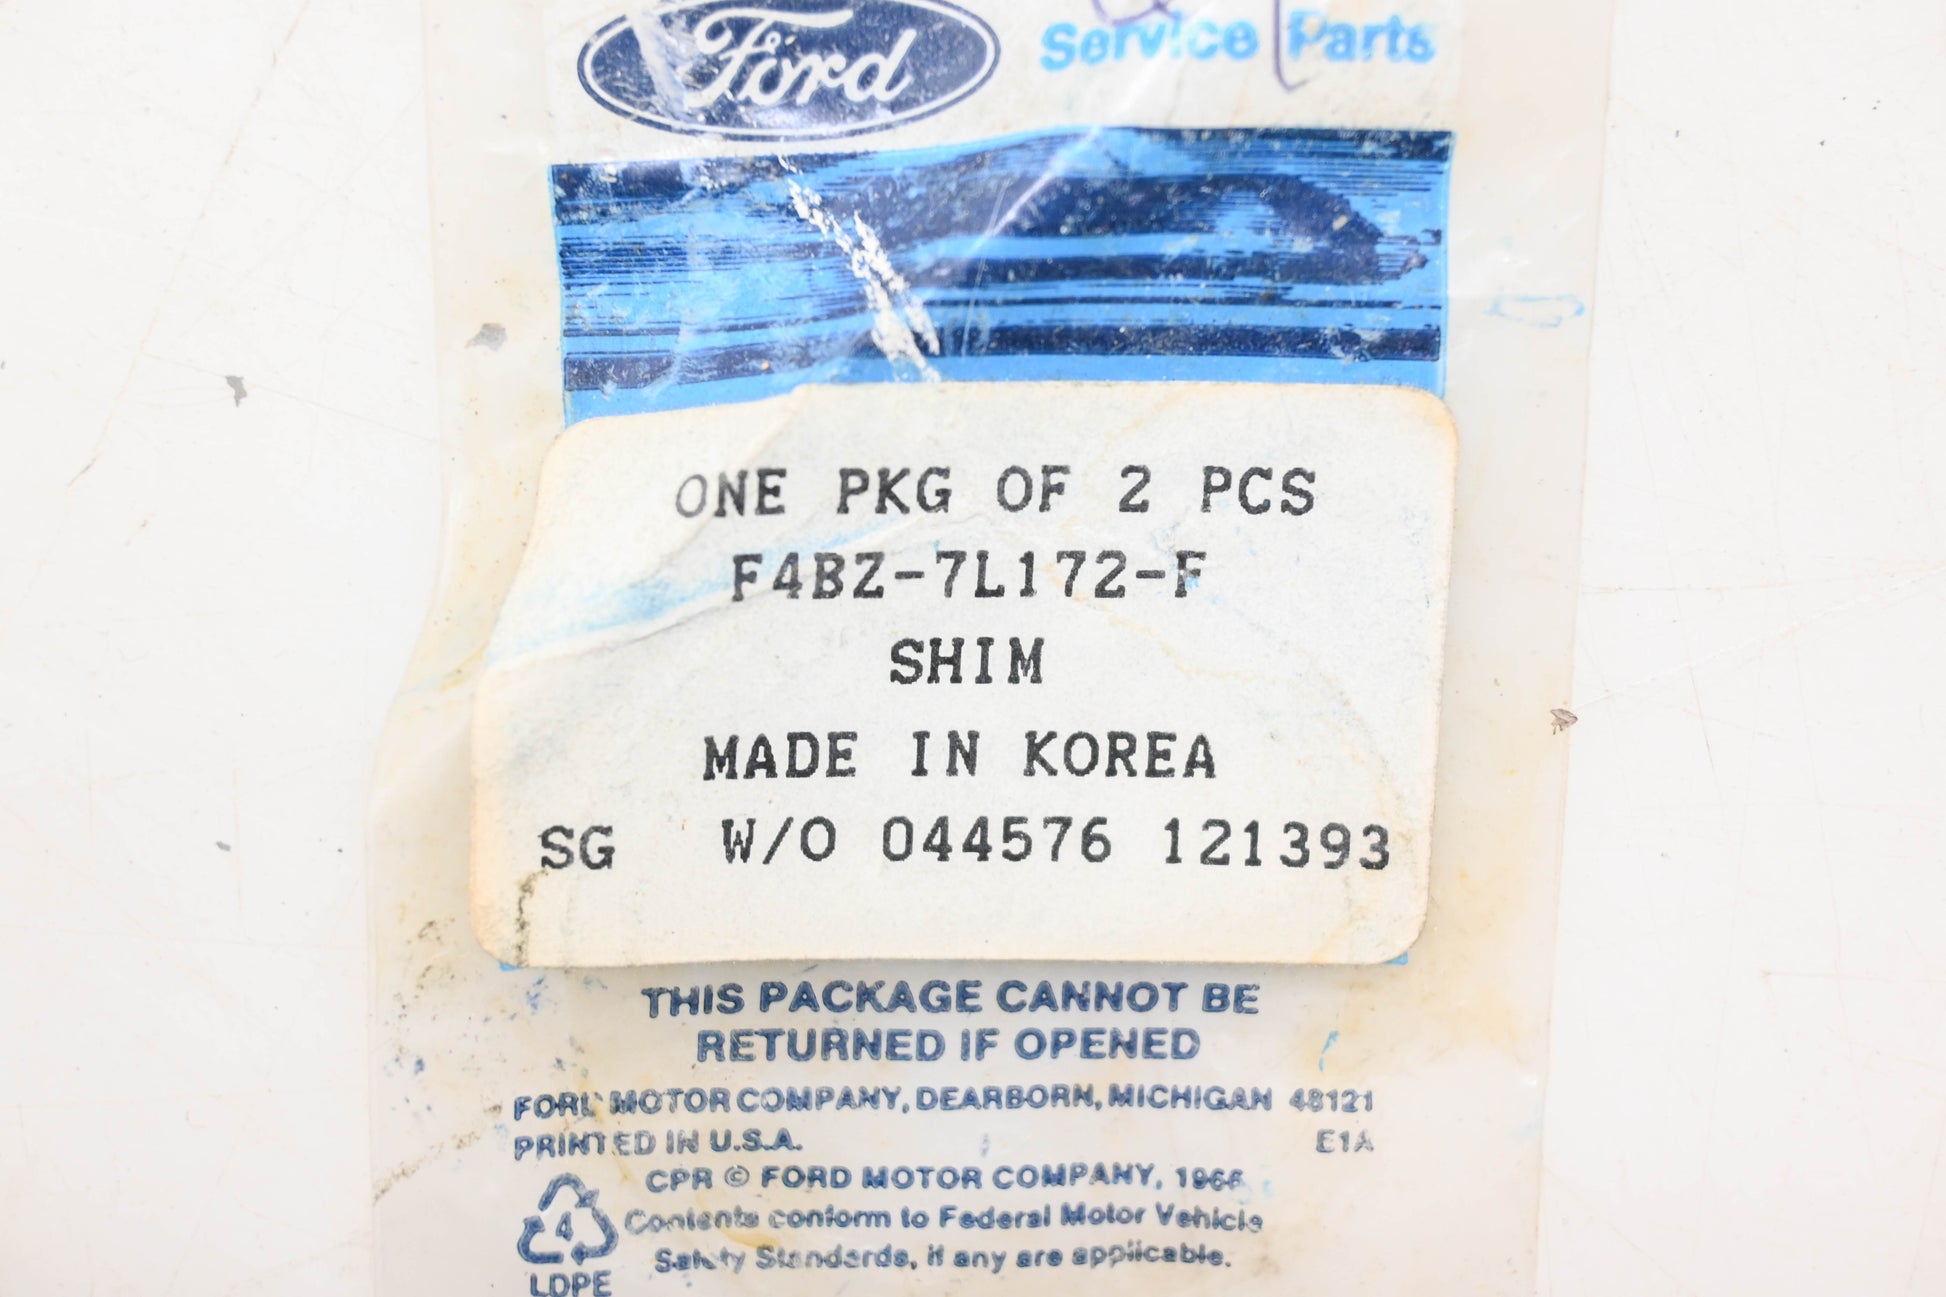 Ford
Service Parts
ONE PKG OF 2 PCS
F4BZ-7L172-F
SHIM
MADE IN KOREA
SG W/O 044576 121393
THIS PACKAGE CANNOT BE
RETURNED IF OPENED
FORD MOTOR COMPANY, DEARBORN, MICHIGAN 48121
PRINTED IN U.S.A. E1A
CPR © FORD MOTOR COMPANY, 1966
Contents conform to Federal Motor Vehicle
Safety Standards, if any are applicable.
4
LDPE